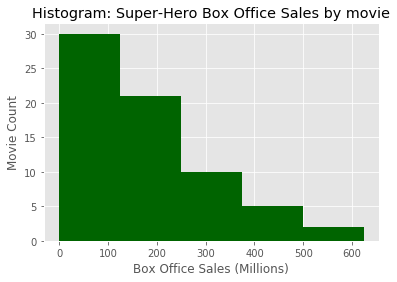 Histogram: Super-Hero Box Office Sales by movie
Movie Count
30
25
20
15
10
5
0
0 100 200 300 400 500 600
Box Office Sales (Millions)